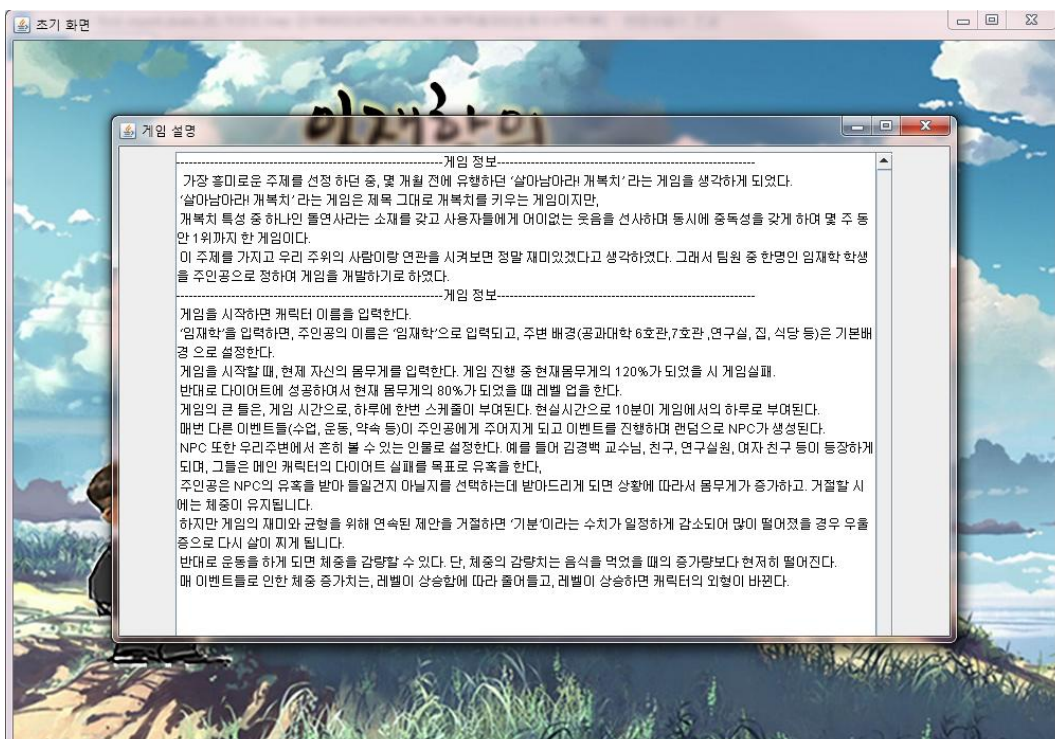 초기 화면
임재학의
게임 설명
----------------------------------------------------------------게임 정보--------------------------------------------------------------
가장 흥미로운 주제를 선정 하던 중, 몇 개월 전에 유행하던 ‘살아남아라! 개복치’ 라는 게임을 생각하게 되었다.
‘살아남아라! 개복치’ 라는 게임은 제목 그대로 개복치를 키우는 게임이지만,
개복치 특성 중 하나인 돌연사라는 소재를 갖고 사용자들에게 어이없는 웃음을 선사하며 동시에 중독성을 갖게 하여 몇 주 동
안 1위까지 한 게임이다.
이 주제를 가지고 우리 주위의 사람이랑 연관을 시켜보면 정말 재미있겠다고 생각하였다. 그래서 팀원 중 한명인 임재학 학생
을 주인공으로 정하여 게임을 개발하기로 하였다.
----------------------------------------------------------------게임 정보--------------------------------------------------------------
게임을 시작하면 캐릭터 이름을 입력한다.
‘임재학’을 입력하면, 주인공의 이름은 ‘임재학’으로 입력되고, 주변 배경(공과대학 6호관,7호관 ,연구실, 집, 식당 등)은 기본배
경 으로 설정한다.
게임을 시작할 때, 현제 자신의 몸무게를 입력한다. 게임 진행 중 현재몸무게의 120%가 되었을 시 게임실패.
반대로 다이어트에 성공하여서 현재 몸무게의 80%가 되었을 때 레벨 업을 한다.
게임의 큰 틀은, 게임 시간으로, 하루에 한번 스케줄이 부여된다. 현실시간으로 10분이 게임에서의 하루로 부여된다.
매번 다른 이벤트들(수업, 운동, 약속 등)이 주인공에게 주어지게 되고 이벤트를 진행하며 랜덤으로 NPC가 생성된다.
NPC 또한 우리주변에서 흔히 볼 수 있는 인물로 설정한다. 예를 들어 김경백 교수님, 친구, 연구실원, 여자 친구 등이 등장하게
되며, 그들은 메인 캐릭터의 다이어트 실패를 목표로 유혹을 한다,
주인공은 NPC의 유혹을 받아 들일건지 아닐지를 선택하는데 받아드리게 되면 상황에 따라서 몸무게가 증가하고. 거절할 시
에는 체중이 유지됩니다.
하지만 게임의 재미와 균형을 위해 연속된 제안을 거절하면 ‘기분’이라는 수치가 일정하게 감소되어 많이 떨어졌을 경우 우울
증으로 다시 살이 찌게 됩니다.
반대로 운동을 하게 되면 체중을 감량할 수 있다. 단, 체중의 감량치는 음식을 먹었을 때의 증가량보다 현저히 떨어진다.
매 이벤트들로 인한 체중 증가치는, 레벨이 상승함에 따라 줄어들고, 레벨이 상승하면 캐릭터의 외형이 바뀐다.